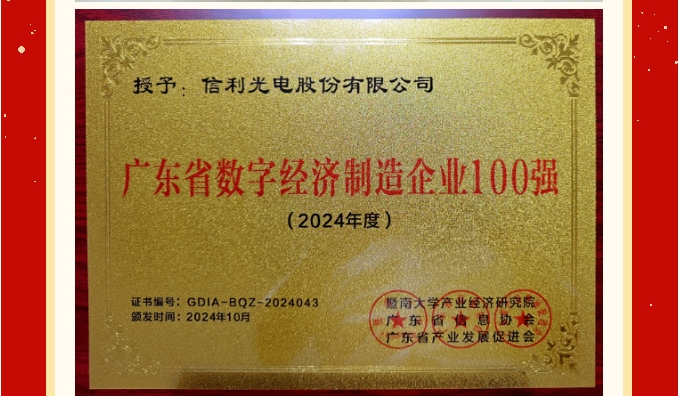 授予：信利光电股份有限公司
广东省数字经济制造企业100强
（2024年度）
证书编号：GDIA-BQZ-2024043
颁发时间：2024年10月
暨南大学产业经济研究院
广东省信息协会
广东省产业发展促进会